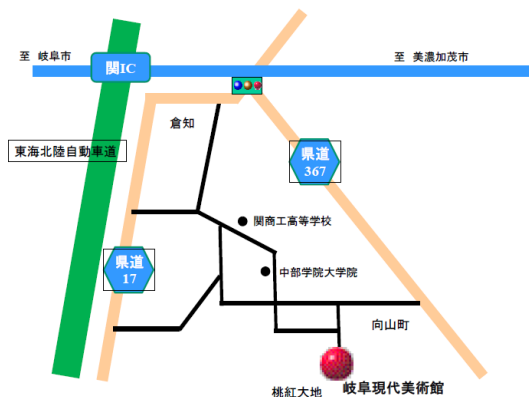 至 岐阜市
関IC
至 美濃加茂市
倉知
東海北陸自動車道
県道
367
関商工高等学校
県道
17
中部学院大学院
向山町
桃紅大地
岐阜現代美術館